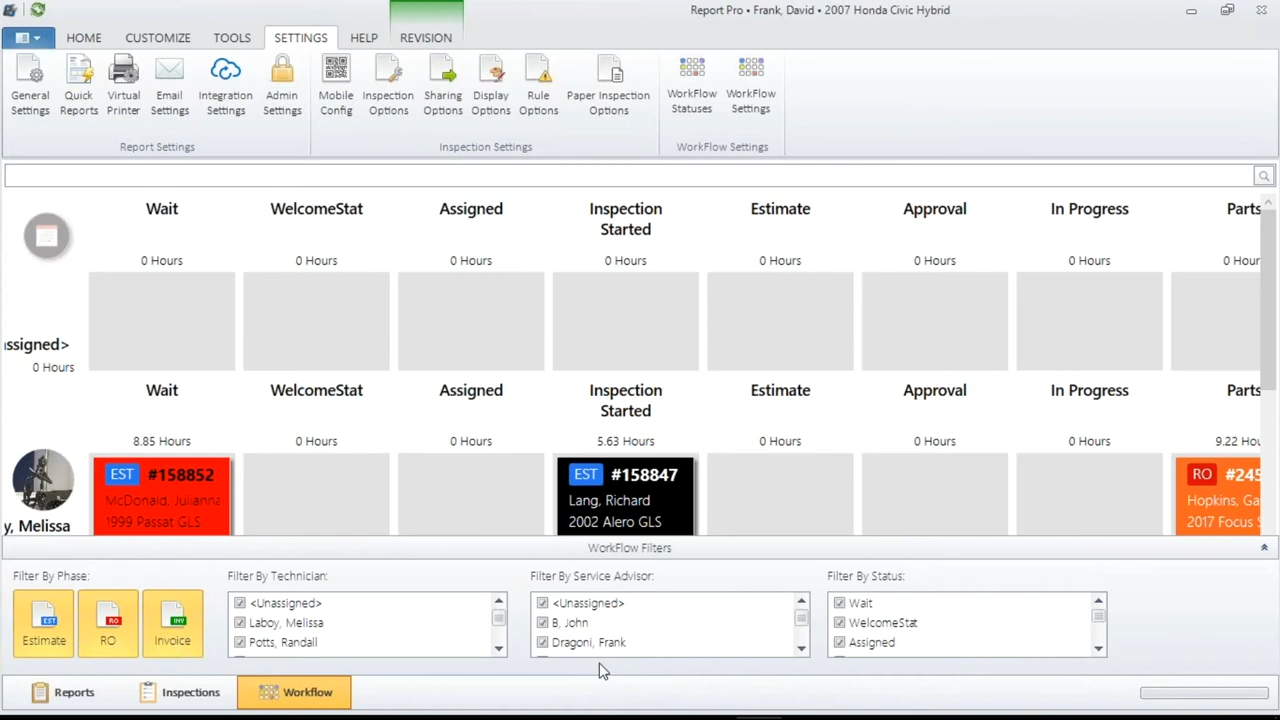 Report Pro • Frank, David • 2007 Honda Civic Hybrid
HOME CUSTOMIZE TOOLS SETTINGS HELP REVISION
General Settings
Quick Reports
Virtual Printer
Email Settings
Integration Settings
Admin Settings
Mobile Config
Inspection Options
Sharing Options
Display Options
Rule Options
Paper Inspection Options
WorkFlow Statuses
WorkFlow Settings
Report Settings
Inspection Settings
WorkFlow Settings
Wait
WelcomeStat
Assigned
Inspection
Started
Estimate
Approval
In Progress
Parts
0 Hours
0 Hours
0 Hours
0 Hours
0 Hours
0 Hours
0 Hours
0 Hour
ssigned>
0 Hours
Wait
WelcomeStat
Assigned
Inspection
Started
Estimate
Approval
In Progress
Parts
8.85 Hours
0 Hours
0 Hours
5.63 Hours
0 Hours
0 Hours
0 Hours
9.22 Hou
y, Melissa
EST #158852
McDonald, Julianna
1999 Passat GLS
EST #158847
Lang, Richard
2002 Alero GLS
RO #245
Hopkins, Ga
2017 Focus S
WorkFlow Filters
Filter By Phase:
EST
Estimate
RO
RO
INV
Invoice
Filter By Technician:
<Unassigned>
Laboy, Melissa
Potts, Randall
Filter By Service Advisor:
<Unassigned>
B, John
Dragoni, Frank
Filter By Status:
Wait
WelcomeStat
Assigned
Reports
Inspections
Workflow